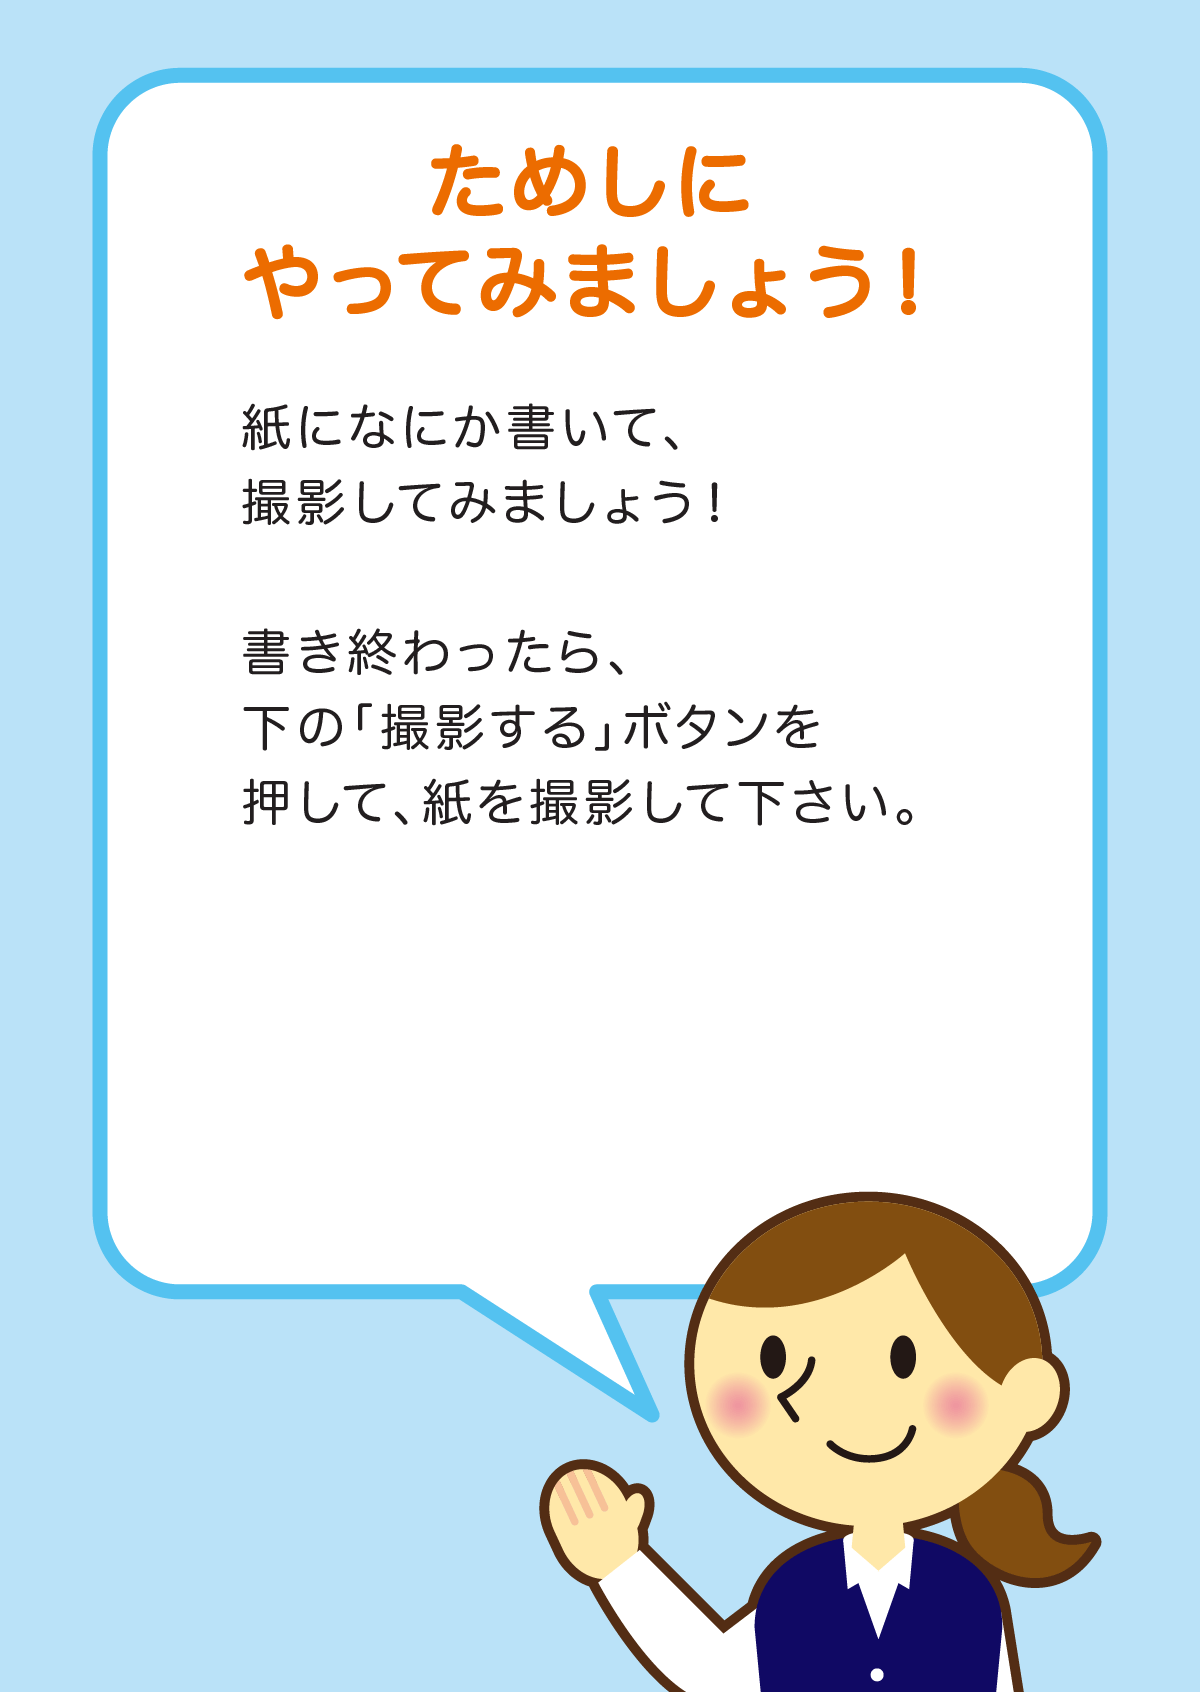 ためしに
やってみましょう！
紙になにか書いて、
撮影してみましょう！
書き終わったら、
下の「撮影する」ボタンを
押して、紙を撮影して下さい。